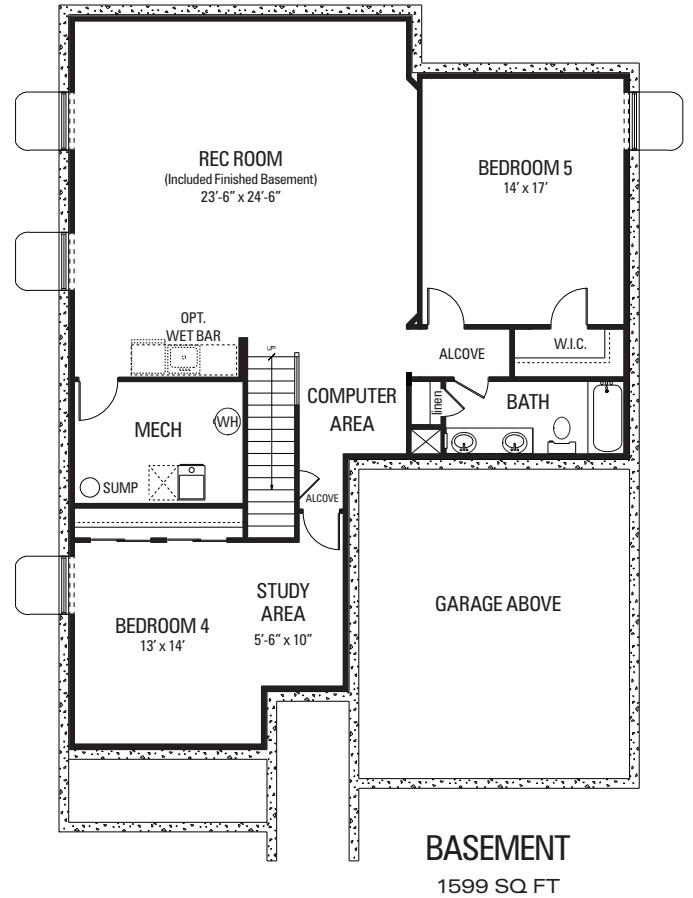 REC ROOM
(Included Finished Basement)
23'-6" x 24'-6"
BEDROOM 5
14' x 17'
OPT.
WET BAR
UP
ALCOVE
W.I.C.
COMPUTER
AREA
linen
BATH
MECH
WH
SUMP
ALCOVE
STUDY
AREA
5'-6" x 10"
BEDROOM 4
13' x 14'
GARAGE ABOVE
BASEMENT
1599 SQ FT